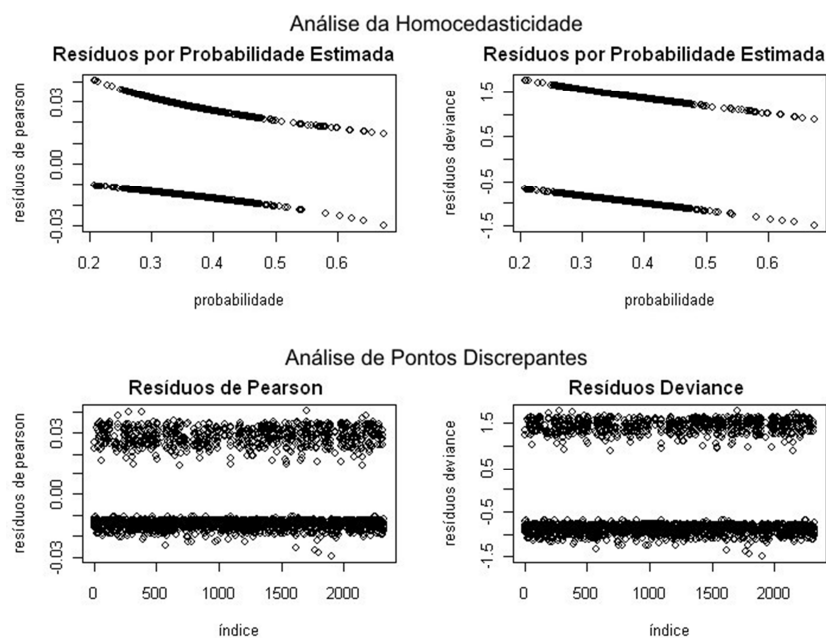 Análise da Homocedasticidade
Resíduos por Probabilidade Estimada
resíduos de pearson
-0.03
0.00
0.03
0.2
0.3
0.4
0.5
0.6
probabilidade
Resíduos por Probabilidade Estimada
resíduos deviance
-1.5
-0.5
0.5
1.5
0.2
0.3
0.4
0.5
0.6
probabilidade
Análise de Pontos Discrepantes
Resíduos de Pearson
resíduos de pearson
-0.03
0.00
0.03
0
500
1000
1500
2000
índice
Resíduos Deviance
resíduos deviance
-1.5
-0.5
0.5
1.5
0
500
1000
1500
2000
índice